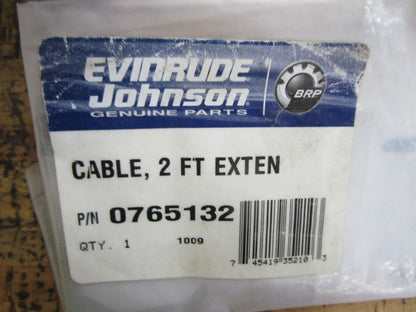 EVINRUDE
Johnson
GENUINE PARTS
BRP
CABLE, 2 FT EXTEN
P/N 0765132
QTY. 1 1009
7 45419 35210 3